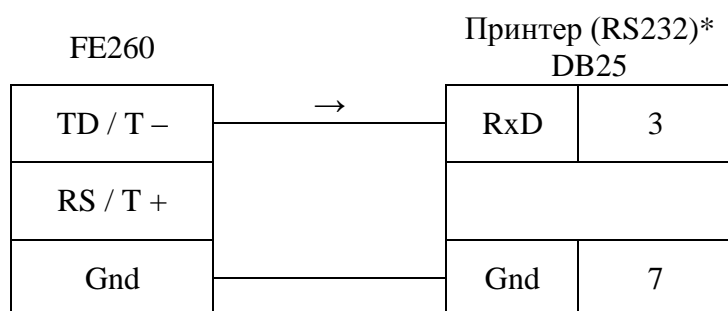 FE260
Принтер (RS232)*
DB25
TD / T –
→
RxD
3
RS / T +
Gnd
Gnd
7